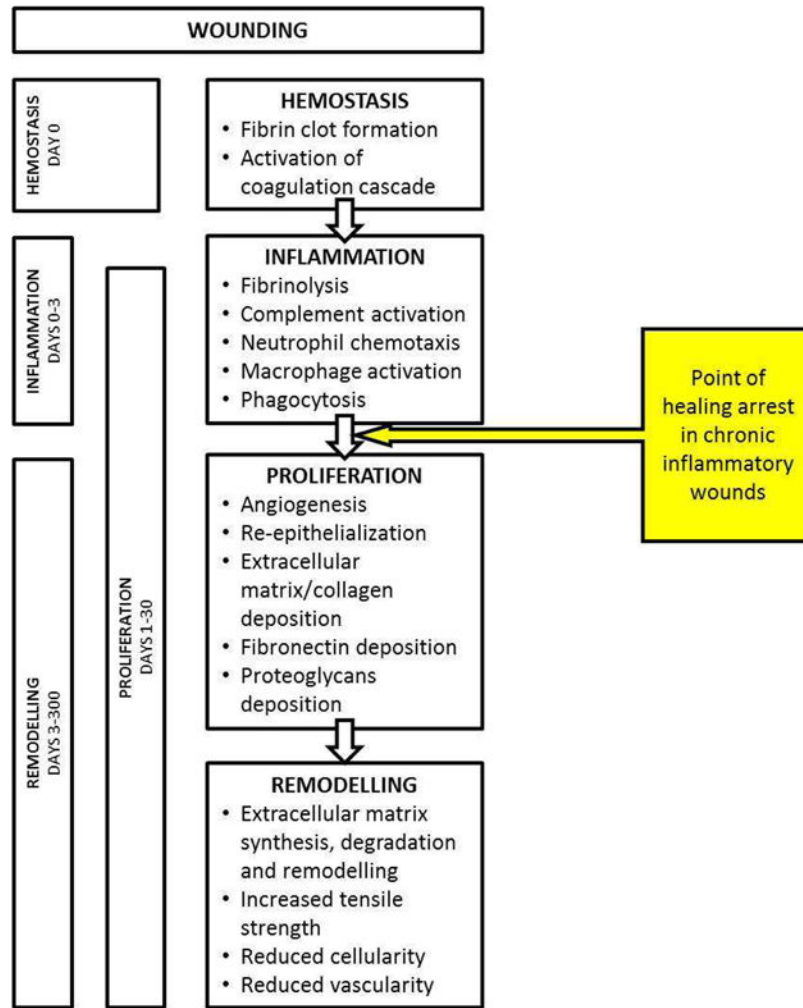 WOUNDING
HEMOSTASIS
DAY 0
HEMOSTASIS
• Fibrin clot formation
• Activation of
coagulation cascade
INFLAMMATION
DAYS 0-3
INFLAMMATION
• Fibrinolysis
• Complement activation
• Neutrophil chemotaxis
• Macrophage activation
• Phagocytosis
Point of
healing arrest
in chronic
inflammatory
wounds
PROLIFERATION
DAYS 1-30
PROLIFERATION
• Angiogenesis
• Re-epithelialization
• Extracellular
matrix/collagen
deposition
• Fibronectin deposition
• Proteoglycans
deposition
REMODELLING
DAYS 3-300
REMODELLING
• Extracellular matrix
synthesis, degradation
and remodelling
• Increased tensile
strength
• Reduced cellularity
• Reduced vascularity